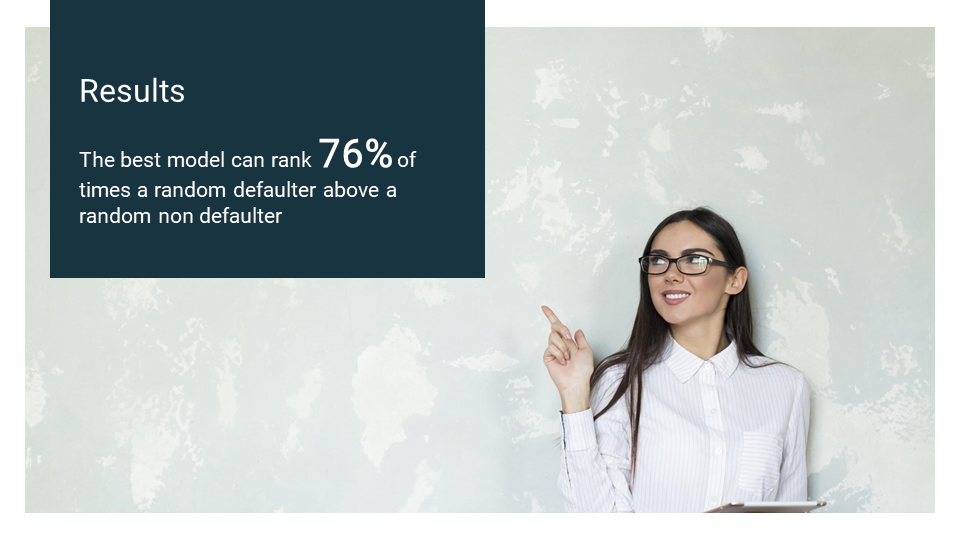 Results
The best model can rank 76% of
times a random defaulter above a
random non defaulter